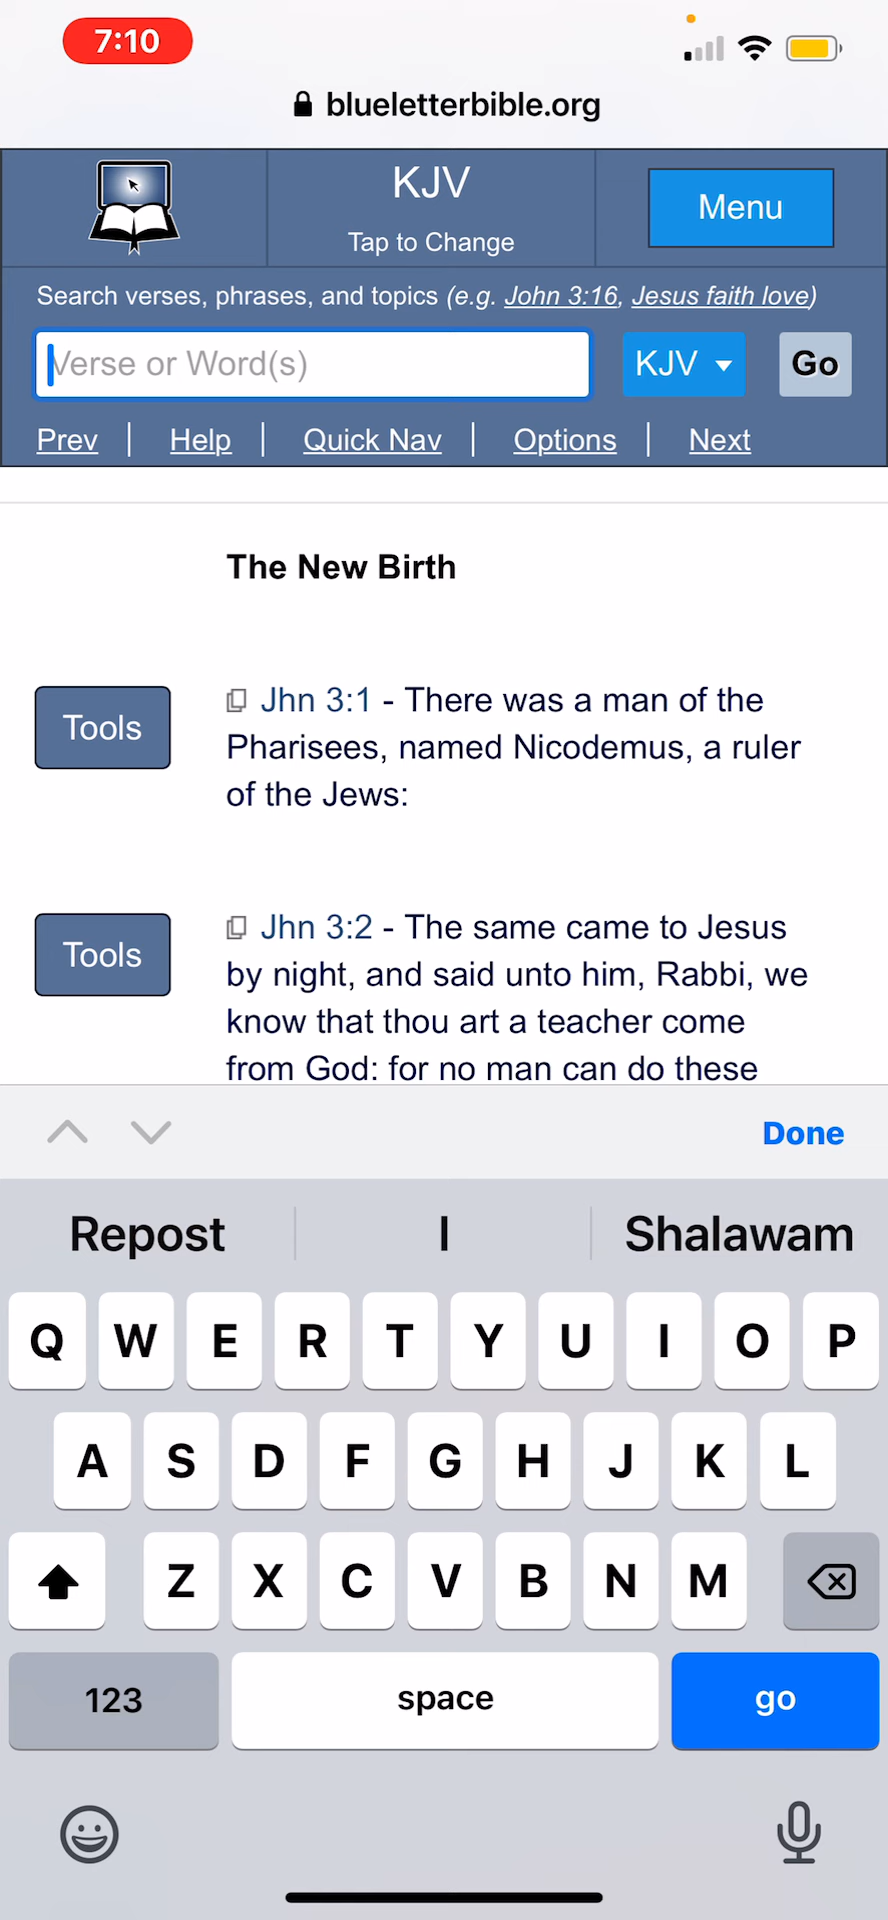 7:10
blueletterbible.org
KJV
Tap to Change
Menu
Search verses, phrases, and topics (e.g. John 3:16, Jesus faith love)
Verse or Word(s)
KJV
Go
Prev | Help | Quick Nav | Options | Next
The New Birth
Tools
Jhn 3:1 - There was a man of the
Pharisees, named Nicodemus, a ruler
of the Jews:
Tools
Jhn 3:2 - The same came to Jesus
by night, and said unto him, Rabbi, we
know that thou art a teacher come
from God: for no man can do these
Done
Repost I Shalawam
Q W E R T Y U I O P
A S D F G H J K L
Z X C V B N M
123 space go